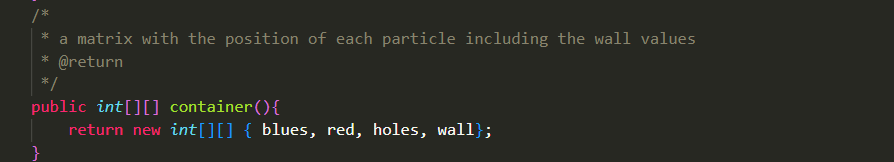 /*
* a matrix with the position of each particle including the wall values
* @return
*/
public int[][] container(){
return new int[][] { blues, red, holes, wall};
}